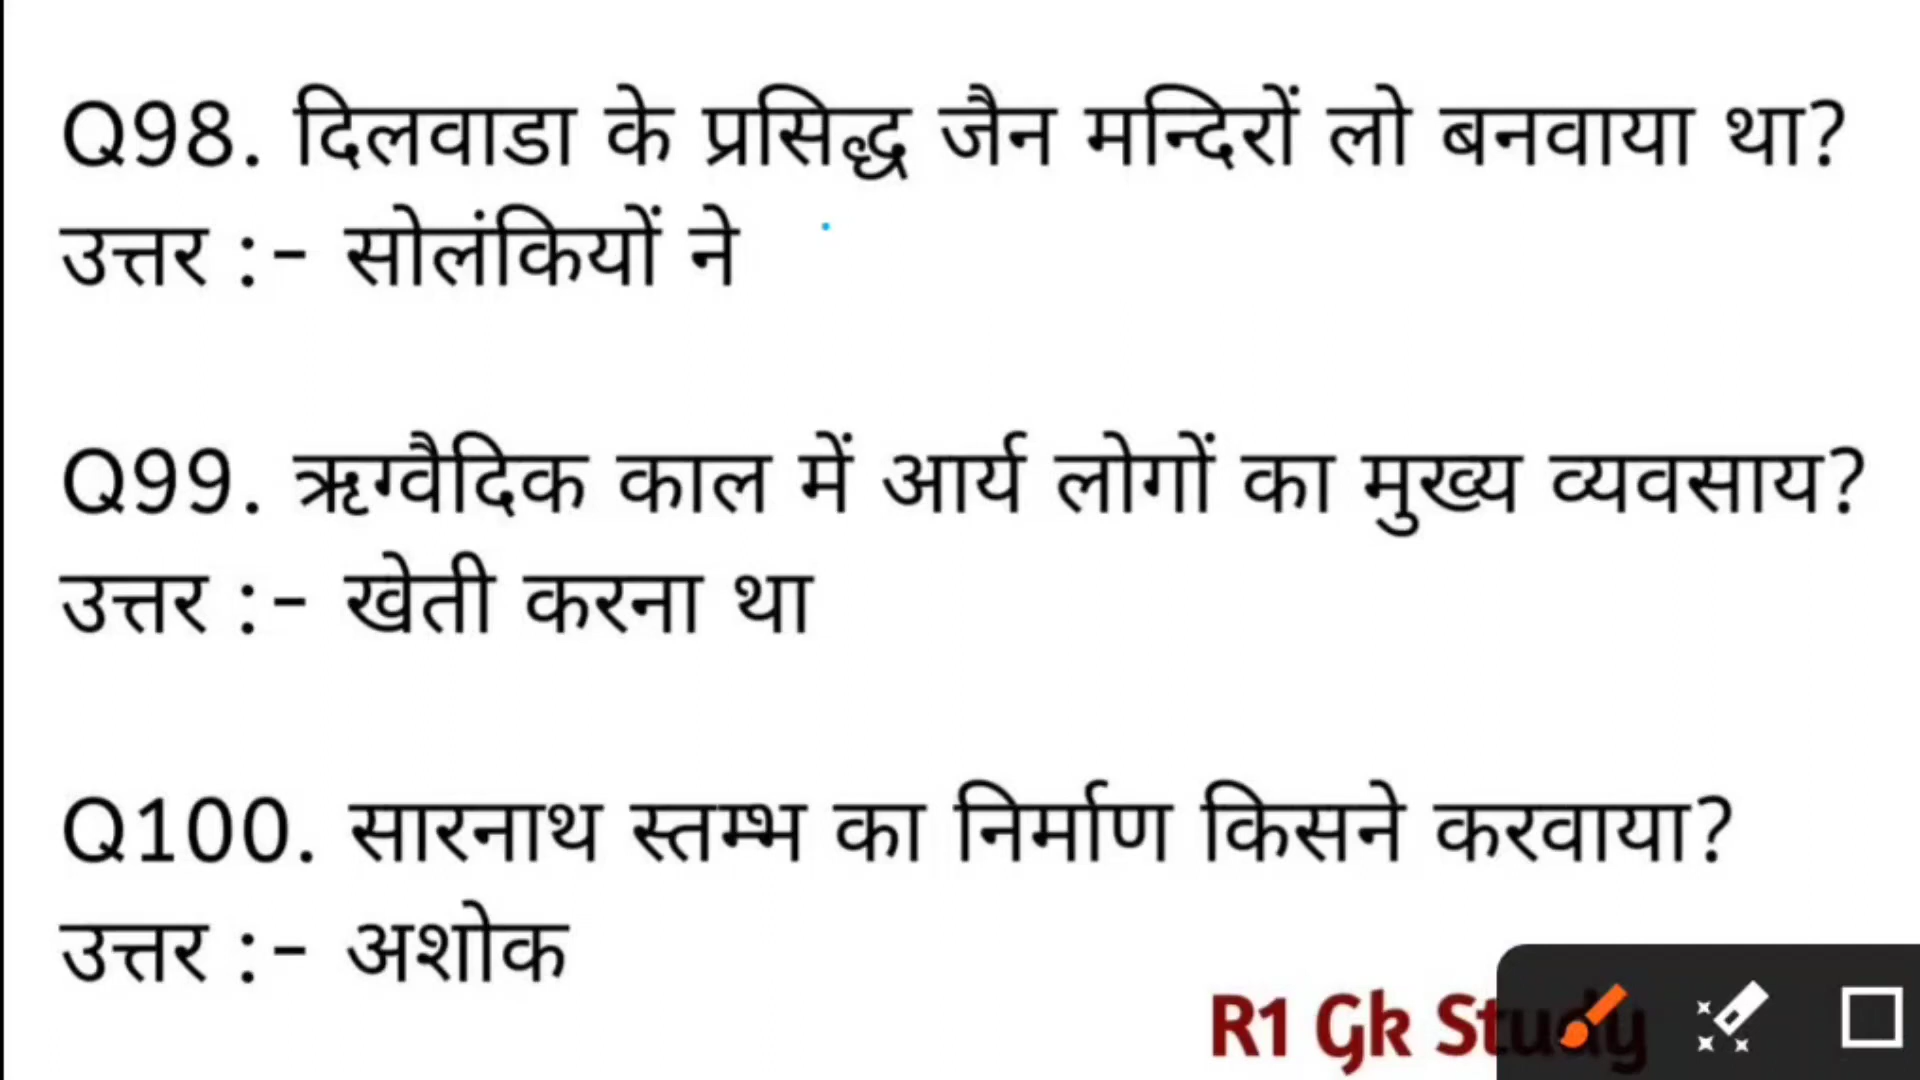 Q98. दिलवाडा के प्रसिद्ध जैन मन्दिरों लो बनवाया था?
उत्तर :- सोलंकियों ने
Q99. ऋग्वैदिक काल में आर्य लोगों का मुख्य व्यवसाय?
उत्तर :- खेती करना था
Q100. सारनाथ स्तम्भ का निर्माण किसने करवाया?
उत्तर :- अशोक
R1 Gk Study